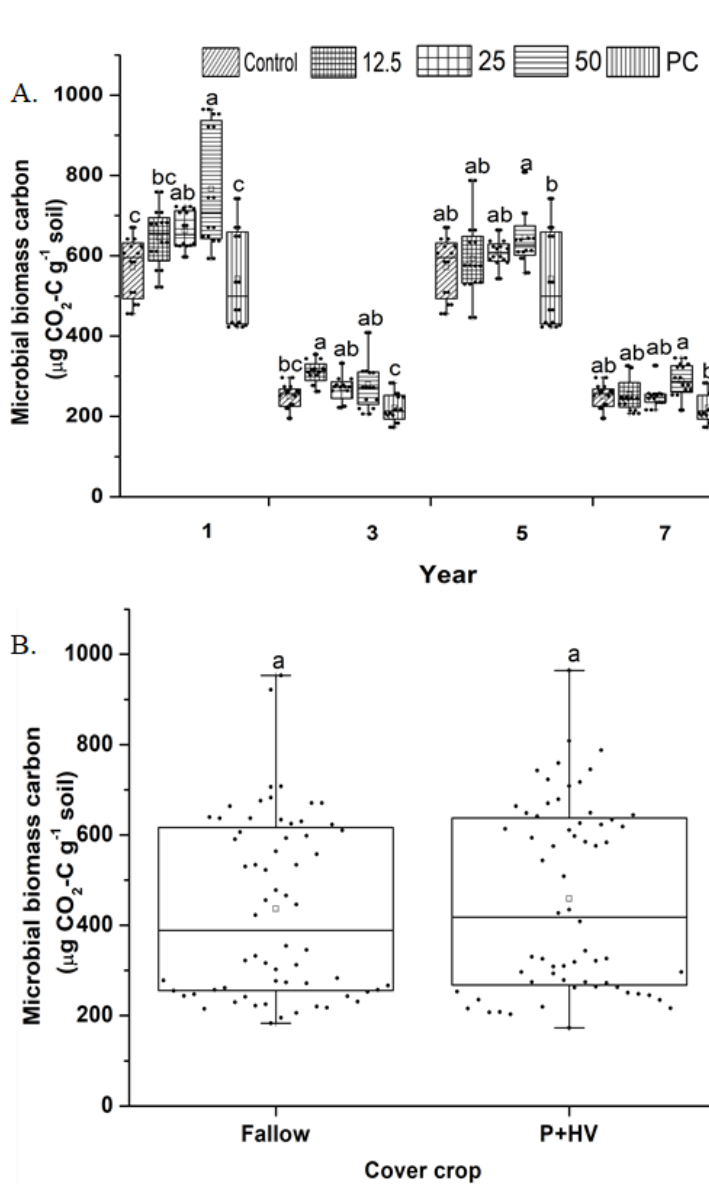 Control 12.5 25 50 PC
A.
Microbial biomass carbon
(µg CO2-C g-1 soil)
1000
800
600
400
200
0
c bc ab a c
bc a ab ab c
ab ab ab a b
ab ab ab a b
1 3 5 7
Year
B.
Microbial biomass carbon
(µg CO2-C g-1 soil)
1000
800
600
400
200
0
a a
Fallow P+HV
Cover crop